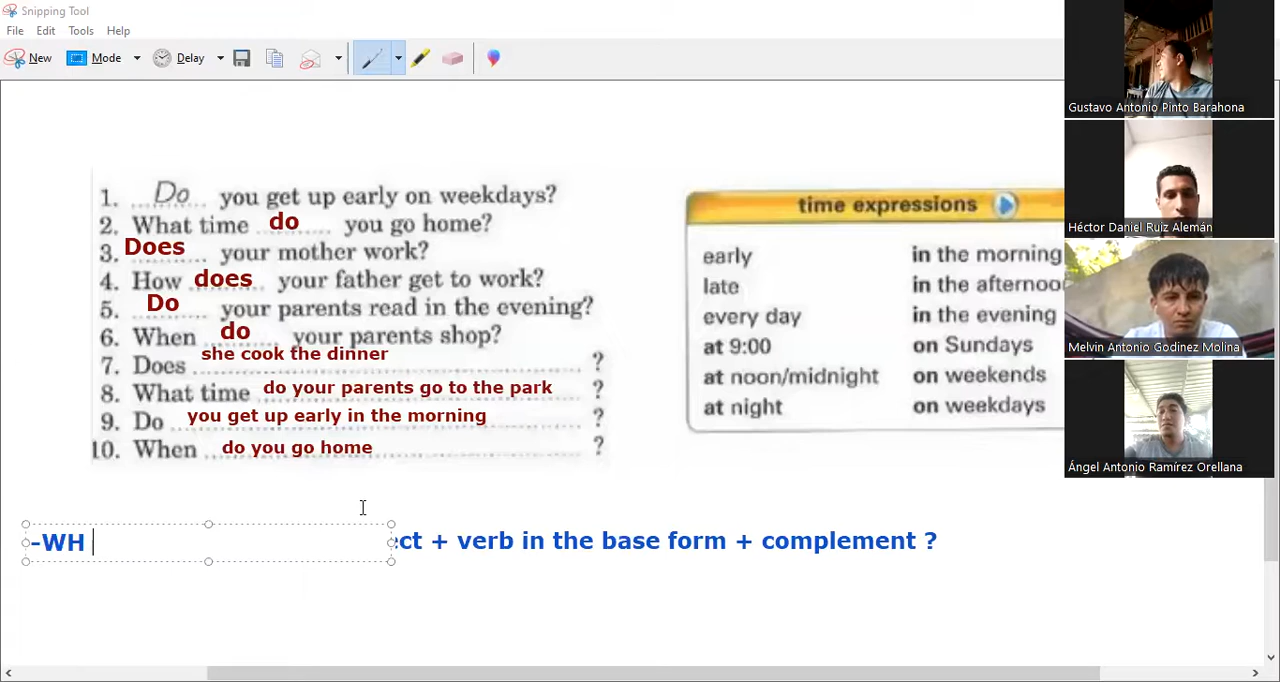 Snipping Tool
File Edit Tools Help
New Mode Delay
1. Do you get up early on weekdays?
2. What time do you go home?
3. Does your mother work?
4. How does your father get to work?
5. Do your parents read in the evening?
6. When do your parents shop?
7. Does she cook the dinner ?
8. What time do your parents go to the park ?
9. Do you get up early in the morning ?
10. When do you go home ?
time expressions
early in the morning
late in the afternoo
every day in the evening
at 9:00 on Sundays
at noon/midnight on weekends
at night on weekdays
-WH ect + verb in the base form + complement ?
Gustavo Antonio Pinto Barahona
Héctor Daniel Ruiz Alemán
Melvin Antonio Godinez Molina
Ángel Antonio Ramírez Orellana